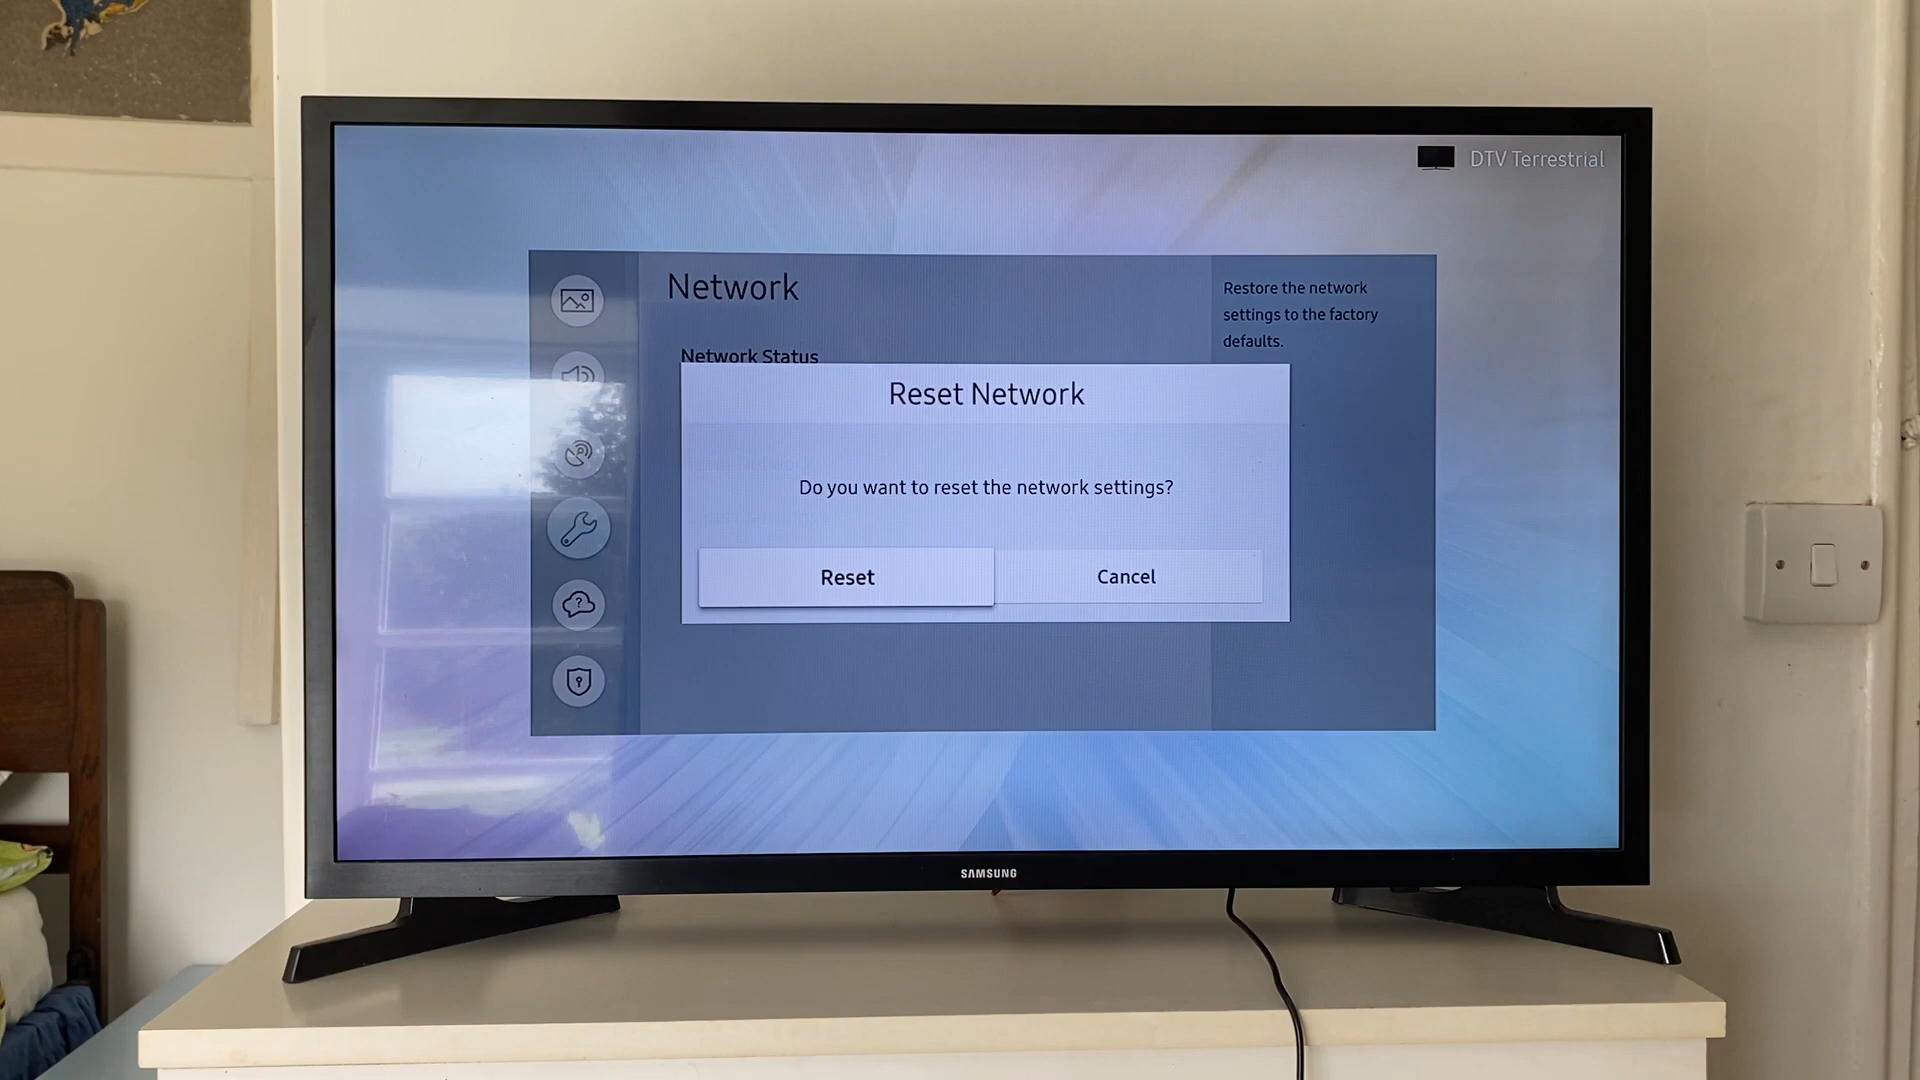 DTV Terrestrial
Network
Restore the network
settings to the factory
defaults.
Network Status
Reset Network
Do you want to reset the network settings?
Reset
Cancel
SAMSUNG